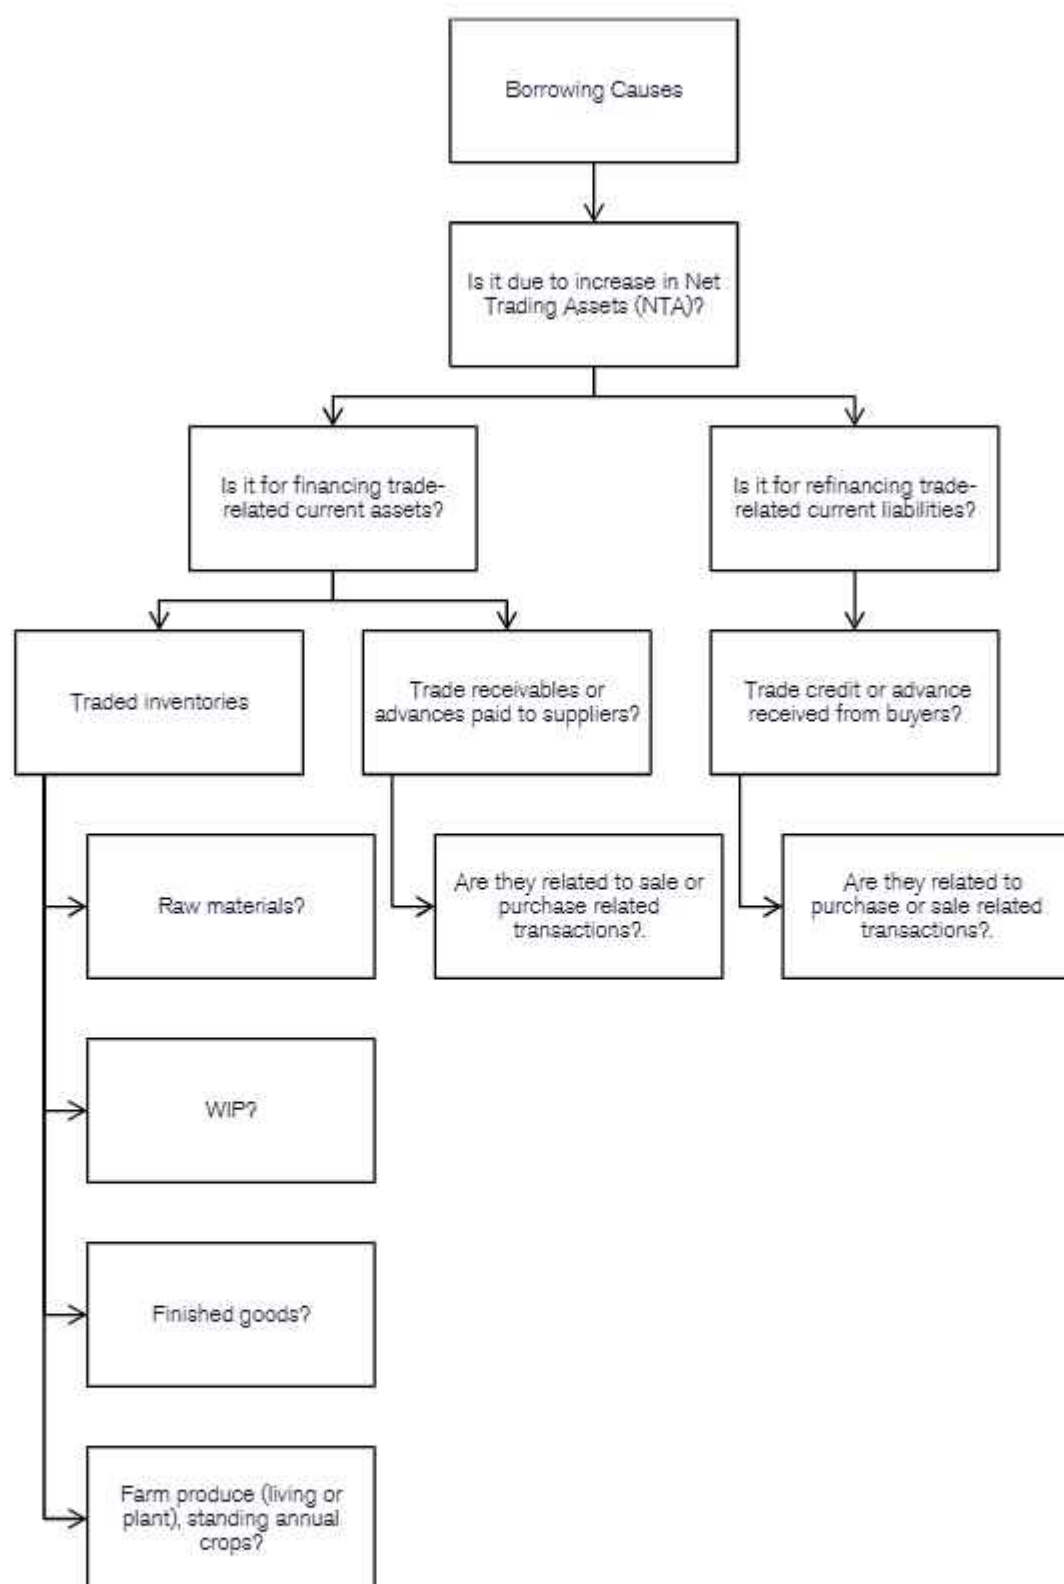 Borrowing Causes
Is it due to increase in Net
Trading Assets (NTA)?
Is it for financing trade-
related current assets?
Is it for refinancing trade-
related current liabilities?
Traded inventories
Trade receivables or
advances paid to suppliers?
Trade credit or advance
received from buyers?
Raw materials?
Are they related to sale or
purchase related
transactions?.
Are they related to
purchase or sale related
transactions?.
WIP?
Finished goods?
Farm produce (living or
plant), standing annual
crops?